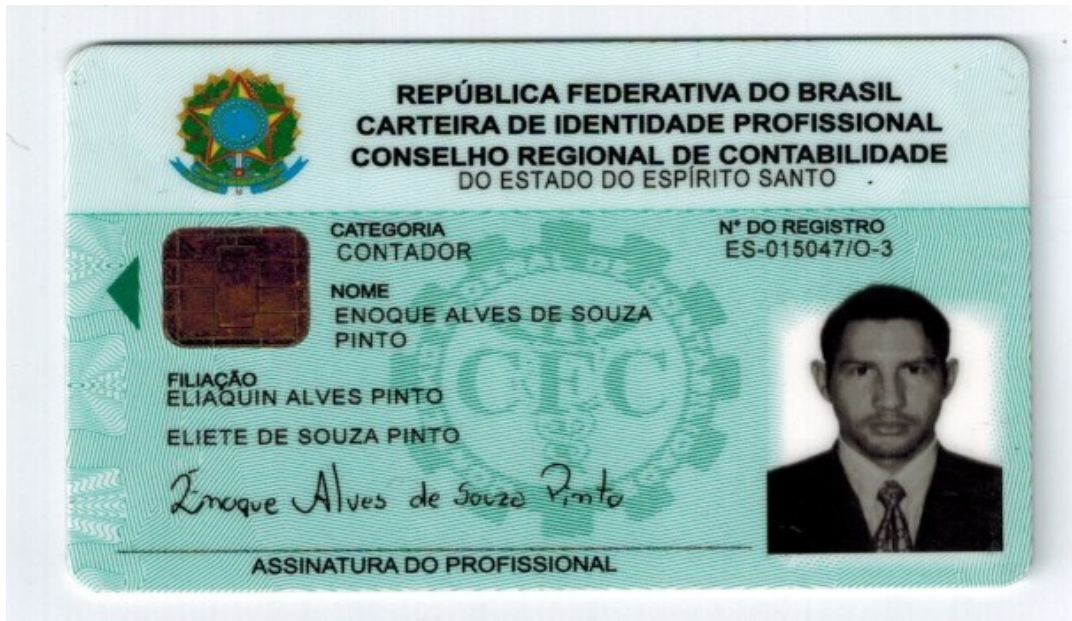 REPÚBLICA FEDERATIVA DO BRASIL
CARTEIRA DE IDENTIDADE PROFISSIONAL
CONSELHO REGIONAL DE CONTABILIDADE
DO ESTADO DO ESPÍRITO SANTO
CATEGORIA
CONTADOR
N° DO REGISTRO
ES-015047/O-3
NOME
ENOQUE ALVES DE SOUZA
PINTO
CFC
FILIAÇÃO
ELIAQUIN ALVES PINTO
ELIETE DE SOUZA PINTO
Enoque Alves de Souza Pinto
ASSINATURA DO PROFISSIONAL